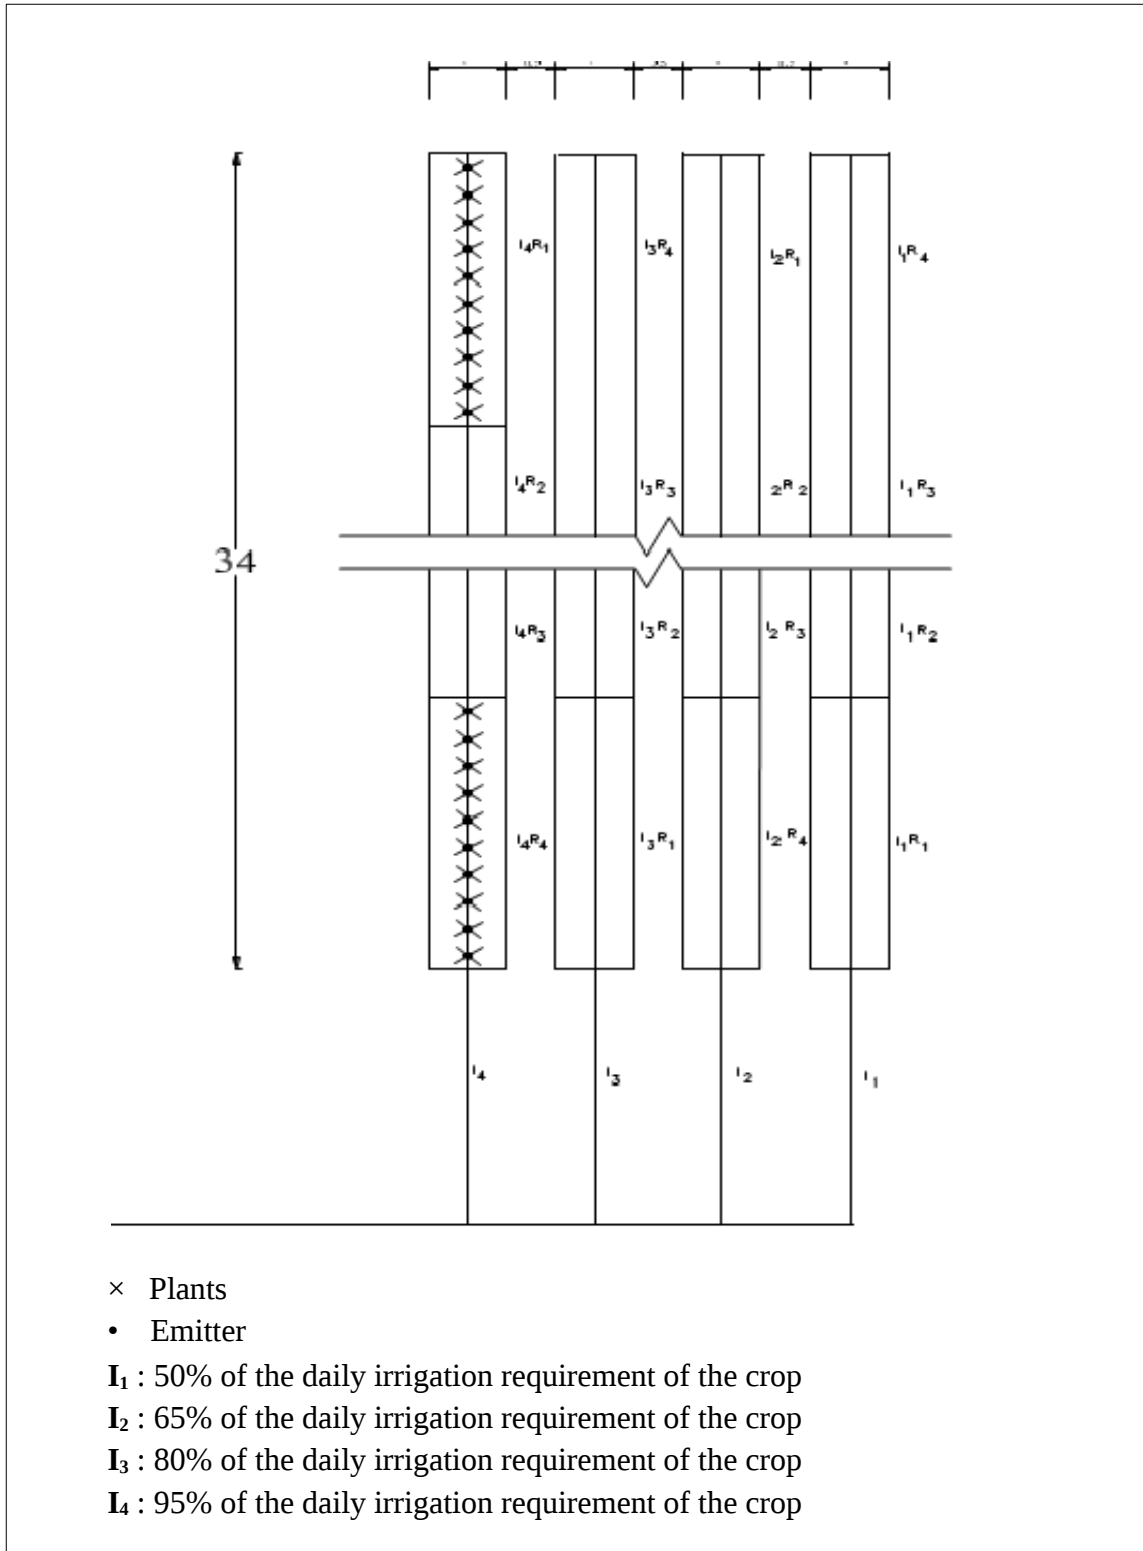 I₄R₁ I₃R₄ I₂R₁ I₁R₄
I₄R₂ I₃R₃ 2R₂ I₁R₃
34
I₄R₃ I₃R₂ I₂R₃ I₁R₂
I₄R₄ I₃R₁ I₂R₄ I₁R₁
I₄ I₃ I₂ I₁
× Plants
• Emitter
I₁ : 50% of the daily irrigation requirement of the crop
I₂ : 65% of the daily irrigation requirement of the crop
I₃ : 80% of the daily irrigation requirement of the crop
I₄ : 95% of the daily irrigation requirement of the crop